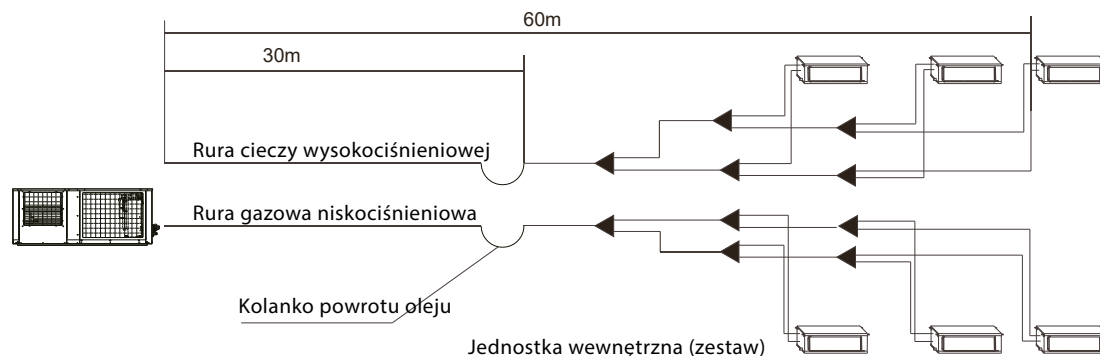 60m
30m
Rura cieczy wysokociśnieniowej
Rura gazowa niskociśnieniowa
Kolanko powrotu oleju
Jednostka wewnętrzna (zestaw)